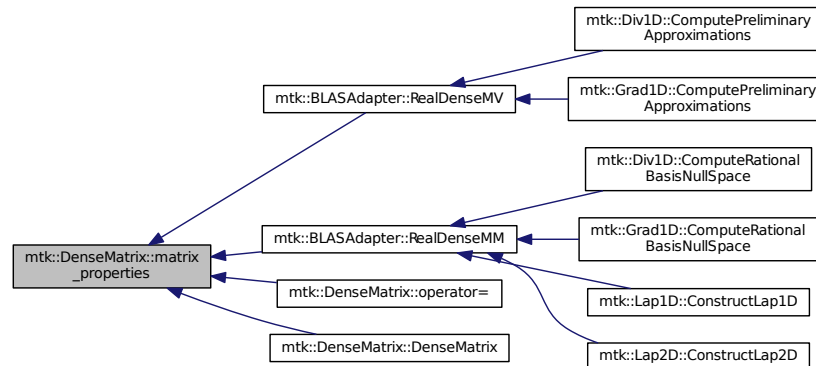 mtk::Div1D::ComputePreliminary
Approximations
mtk::BLASAdapter::RealDenseMV
mtk::Grad1D::ComputePreliminary
Approximations
mtk::Div1D::ComputeRational
BasisNullSpace
mtk::BLASAdapter::RealDenseMM
mtk::Grad1D::ComputeRational
BasisNullSpace
mtk::DenseMatrix::matrix
_properties
mtk::DenseMatrix::operator=
mtk::Lap1D::ConstructLap1D
mtk::DenseMatrix::DenseMatrix
mtk::Lap2D::ConstructLap2D